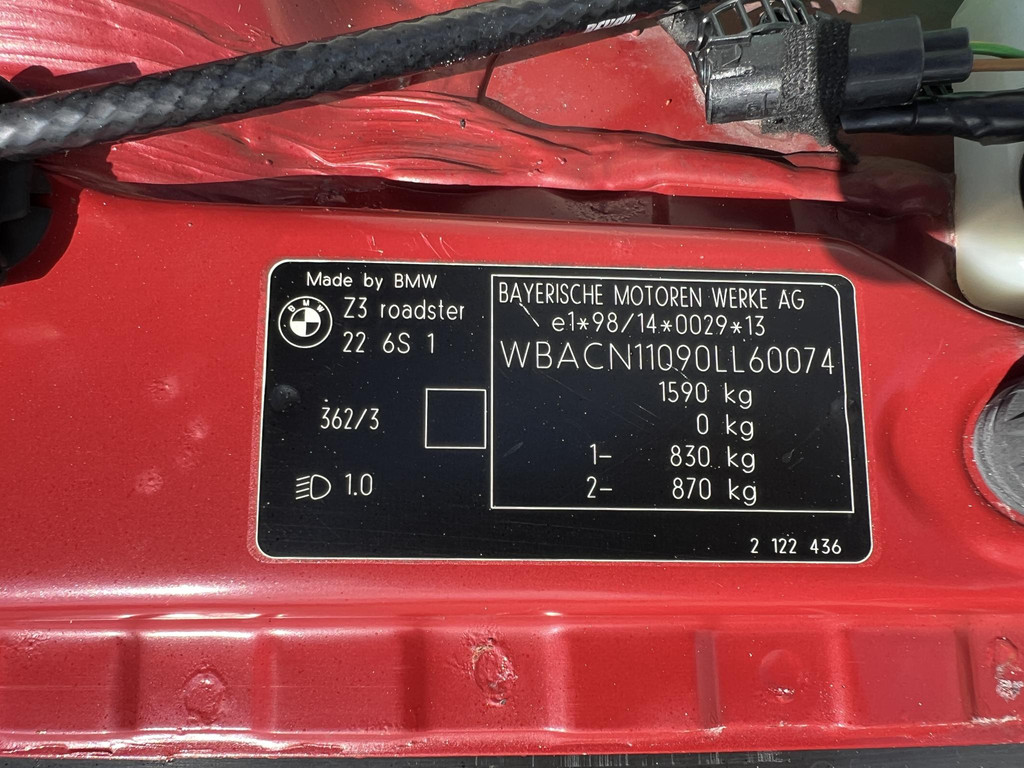 Made by BMW
BMW
Z3 roadster
22 6S 1
362/3
1.0
BAYERISCHE MOTOREN WERKE AG
e1*98/14*0029*13
WBACN11090LL60074
1590 kg
0 kg
1- 830 kg
2- 870 kg
2 122 436